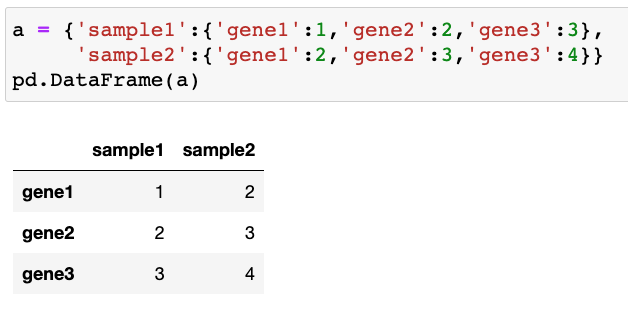 a = {'sample1':{'gene1':1,'gene2':2,'gene3':3},
'sample2':{'gene1':2,'gene2':3,'gene3':4}}
pd.DataFrame(a)
sample1 sample2
gene1 1 2
gene2 2 3
gene3 3 4